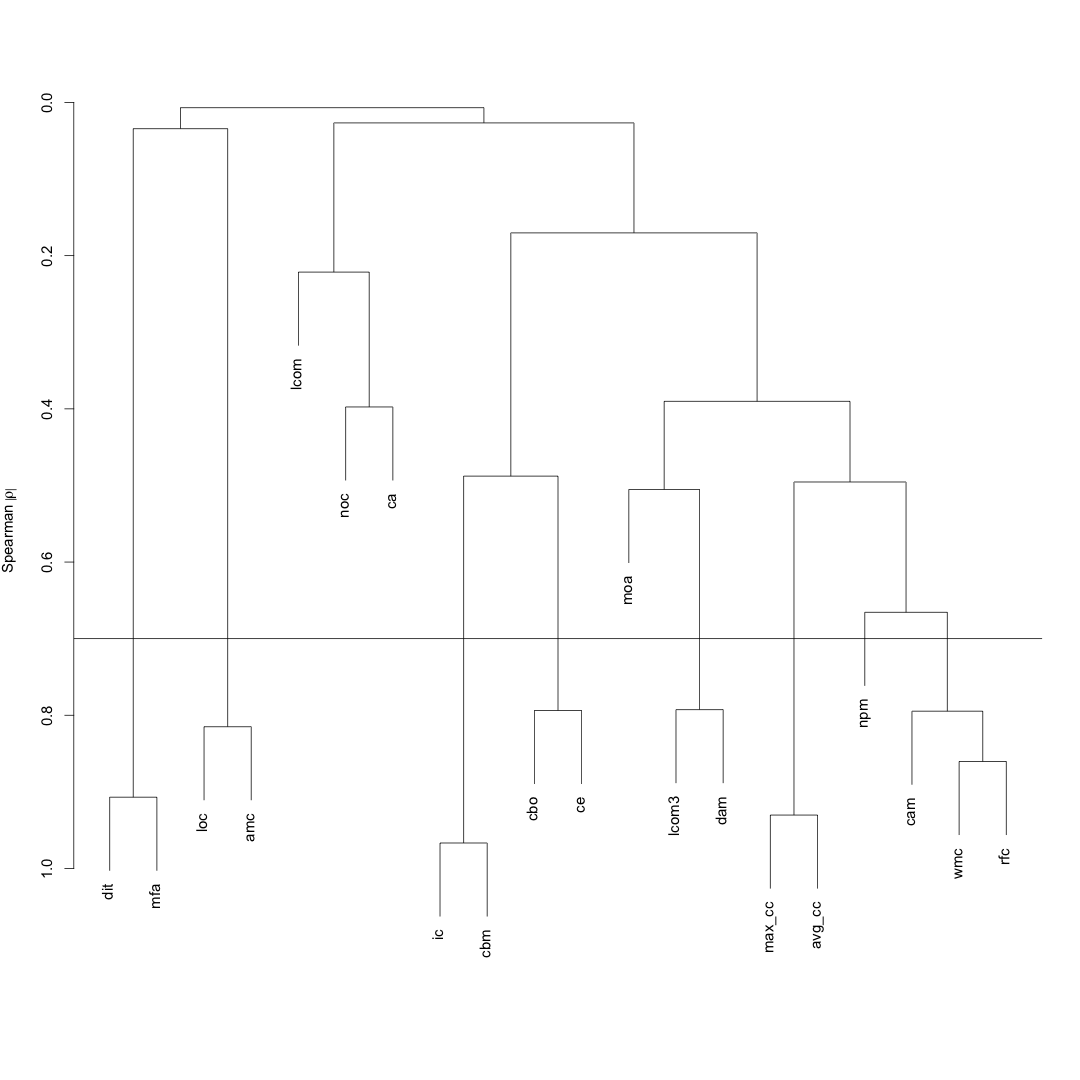 Spearman |ρ|
0.0
0.2
0.4
0.6
0.8
1.0
dit
mfa
loc
amc
lcom
noc
ca
ic
cbm
cbo
ce
moa
lcom3
dam
max_cc
avg_cc
npm
cam
wmc
rfc